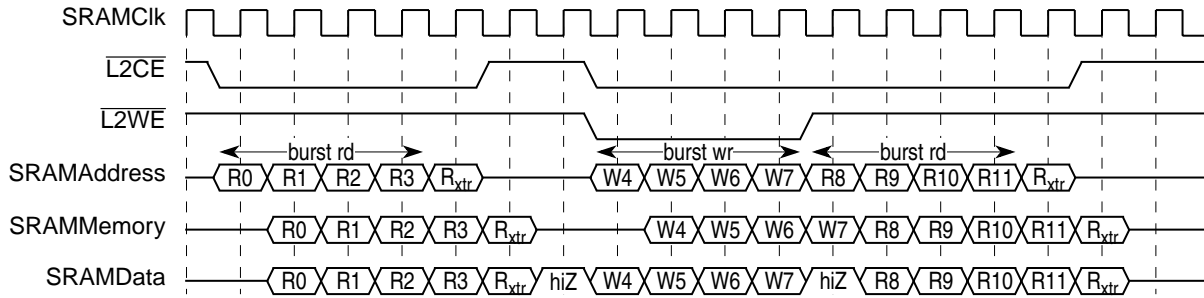 SRAMClk
L2CE
L2WE
burst rd burst wr burst rd
SRAMAddress R0 R1 R2 R3 Rxtr W4 W5 W6 W7 R8 R9 R10 R11 Rxtr
SRAMMemory R0 R1 R2 R3 Rxtr W4 W5 W6 W7 R8 R9 R10 R11 Rxtr
SRAMData R0 R1 R2 R3 Rxtr hiZ W4 W5 W6 W7 hiZ R8 R9 R10 R11 Rxtr